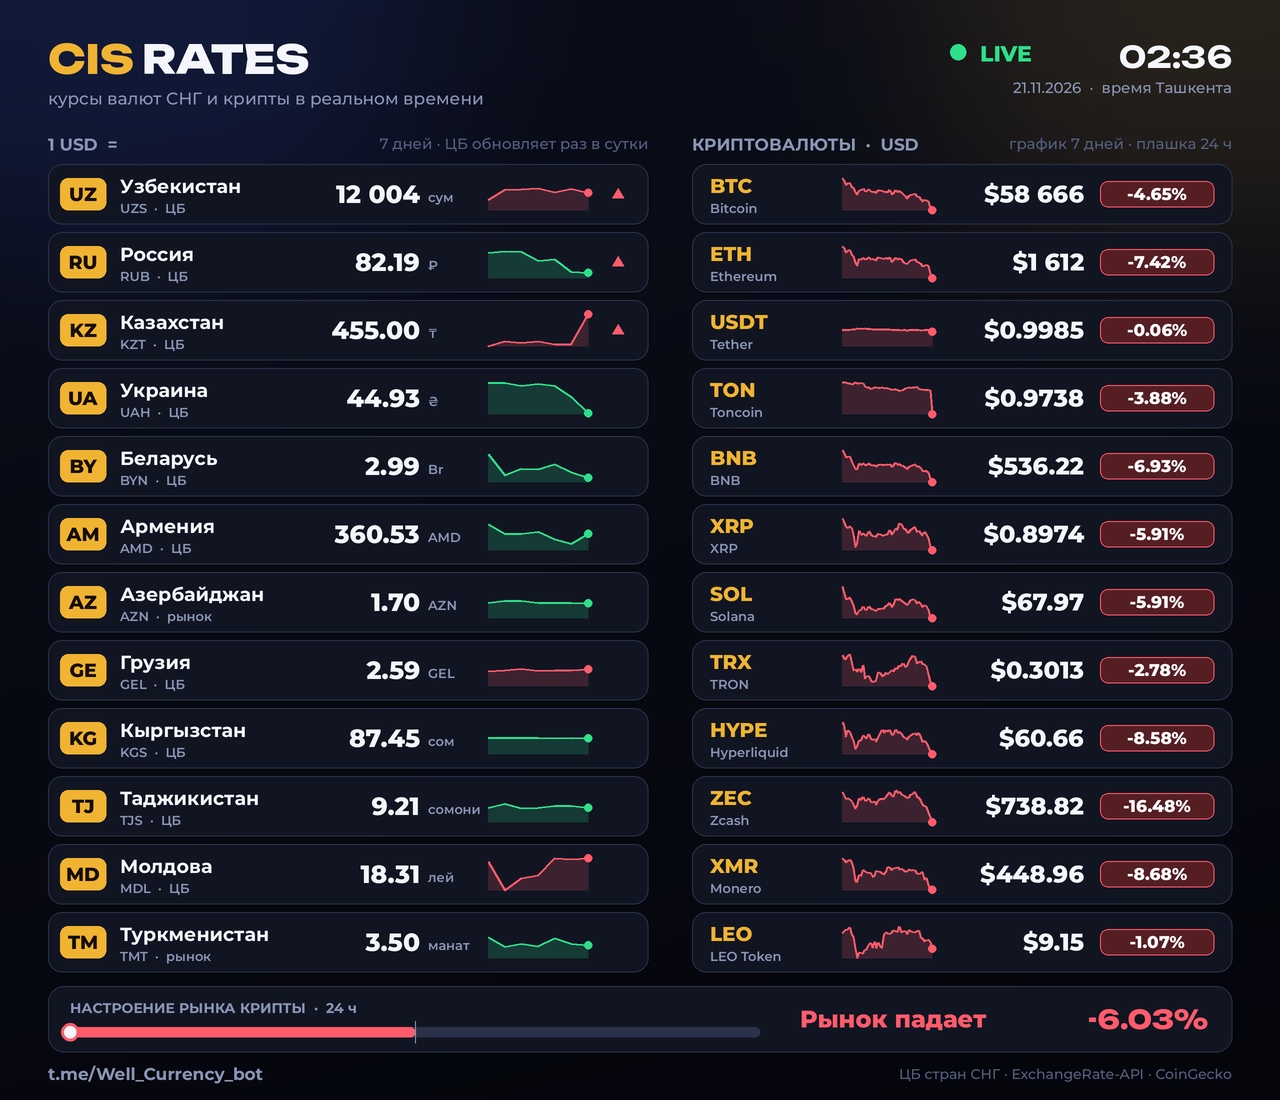 CIS RATES
курсы валют СНГ и крипты в реальном времени
LIVE 02:36
21.11.2026 · время Ташкента
1 USD =
7 дней · ЦБ обновляет раз в сутки
UZ Узбекистан 12 004 сум
UZS · ЦБ
RU Россия 82.19 ₽
RUB · ЦБ
KZ Казахстан 455.00 ₸
KZT · ЦБ
UA Украина 44.93 ₴
UAH · ЦБ
BY Беларусь 2.99 Br
BYN · ЦБ
AM Армения 360.53 AMD
AMD · ЦБ
AZ Азербайджан 1.70 AZN
AZN · рынок
GE Грузия 2.59 GEL
GEL · ЦБ
KG Кыргызстан 87.45 сом
KGS · ЦБ
TJ Таджикистан 9.21 сомони
TJS · ЦБ
MD Молдова 18.31 лей
MDL · ЦБ
TM Туркменистан 3.50 манат
TMT · рынок
КРИПТОВАЛЮТЫ · USD
график 7 дней · плашка 24 ч
BTC $58 666 -4.65%
Bitcoin
ETH $1 612 -7.42%
Ethereum
USDT $0.9985 -0.06%
Tether
TON $0.9738 -3.88%
Toncoin
BNB $536.22 -6.93%
BNB
XRP $0.8974 -5.91%
XRP
SOL $67.97 -5.91%
Solana
TRX $0.3013 -2.78%
TRON
HYPE $60.66 -8.58%
Hyperliquid
ZEC $738.82 -16.48%
Zcash
XMR $448.96 -8.68%
Monero
LEO $9.15 -1.07%
LEO Token
НАСТРОЕНИЕ РЫНКА КРИПТЫ · 24 ч
Рынок падает -6.03%
t.me/Well_Currency_bot
ЦБ стран СНГ · ExchangeRate-API · CoinGecko